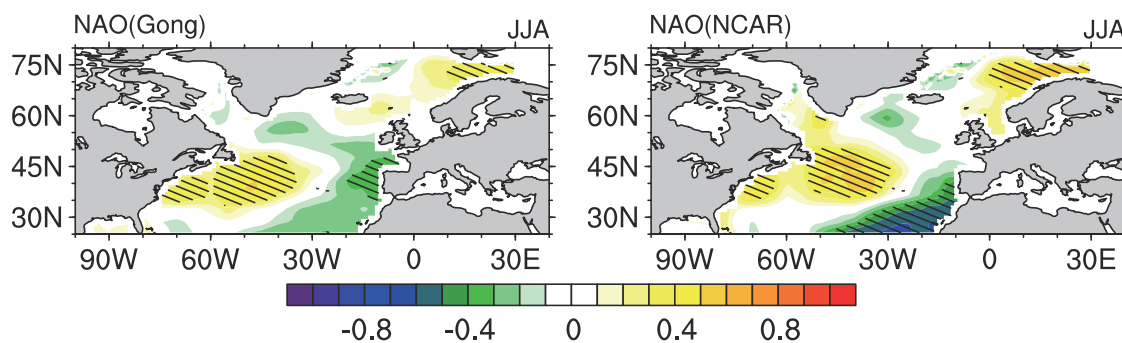 NAO(Gong) JJA
75N
60N
45N
30N
90W 60W 30W 0 30E
NAO(NCAR) JJA
75N
60N
45N
30N
90W 60W 30W 0 30E
-0.8 -0.4 0 0.4 0.8